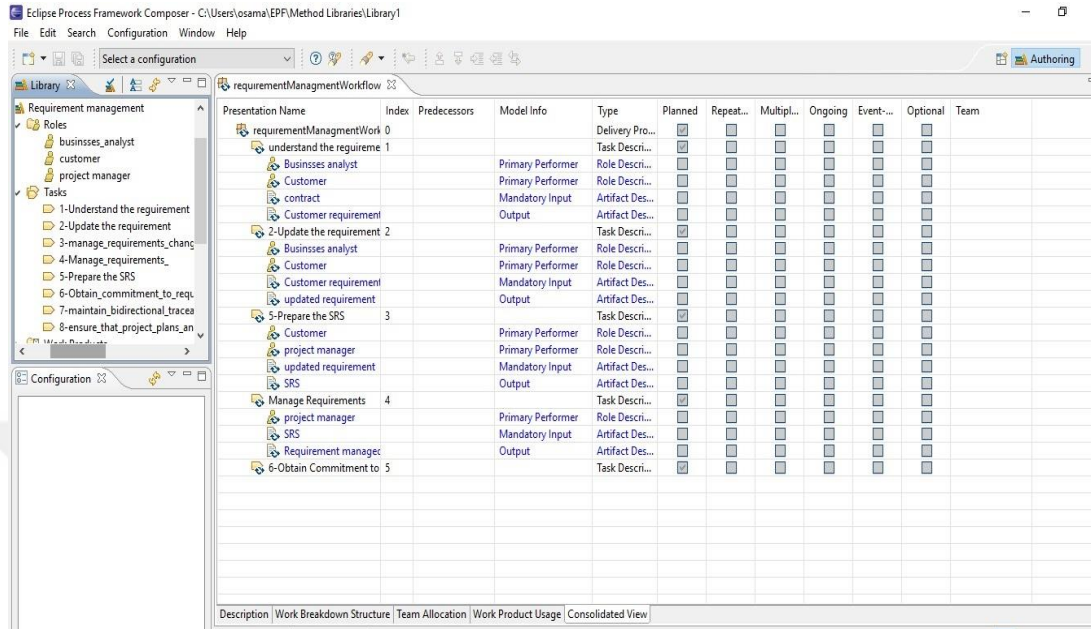 Eclipse Process Framework Composer - C:\Users\osama\EPF\Method Libraries\Library1
File Edit Search Configuration Window Help
Select a configuration
Authoring
Library
requirementManagmentWorkflow
Requirement management
Roles
businsses_analyst
customer
project manager
Tasks
1-Understand the requirement
2-Update the requirement
3-manage_requirements_chang
4-Manage_requirements_
5-Prepare the SRS
6-Obtain_commitment_to_requ
7-maintain_bidirectional_tracea
8-ensure_that_project_plans_an
Configuration
Presentation Name Index Predecessors Model Info Type Planned Repeat... Multipl... Ongoing Event-... Optional Team
requrementManagmentWork 0 Delivery Pro...
understand the requireme 1 Task Descri...
Businsses analyst Primary Performer Role Descri...
Customer Primary Performer Role Descri...
contract Mandatory Input Artifact Des...
Customer requirement Output Artifact Des...
2-Update the requirement 2 Task Descri...
Businsses analyst Primary Performer Role Descri...
Customer Primary Performer Role Descri...
Customer requirement Mandatory Input Artifact Des...
updated requirement Output Artifact Des...
5-Prepare the SRS 3 Task Descri...
Customer Primary Performer Role Descri...
project manager Primary Performer Role Descri...
updated requirement Mandatory Input Artifact Des...
SRS Output Artifact Des...
Manage Requirements 4 Task Descri...
project manager Primary Performer Role Descri...
SRS Mandatory Input Artifact Des...
Requirement managed Output Artifact Des...
6-Obtain Commitment to 5 Task Descri...
Description Work Breakdown Structure Team Allocation Work Product Usage Consolidated View